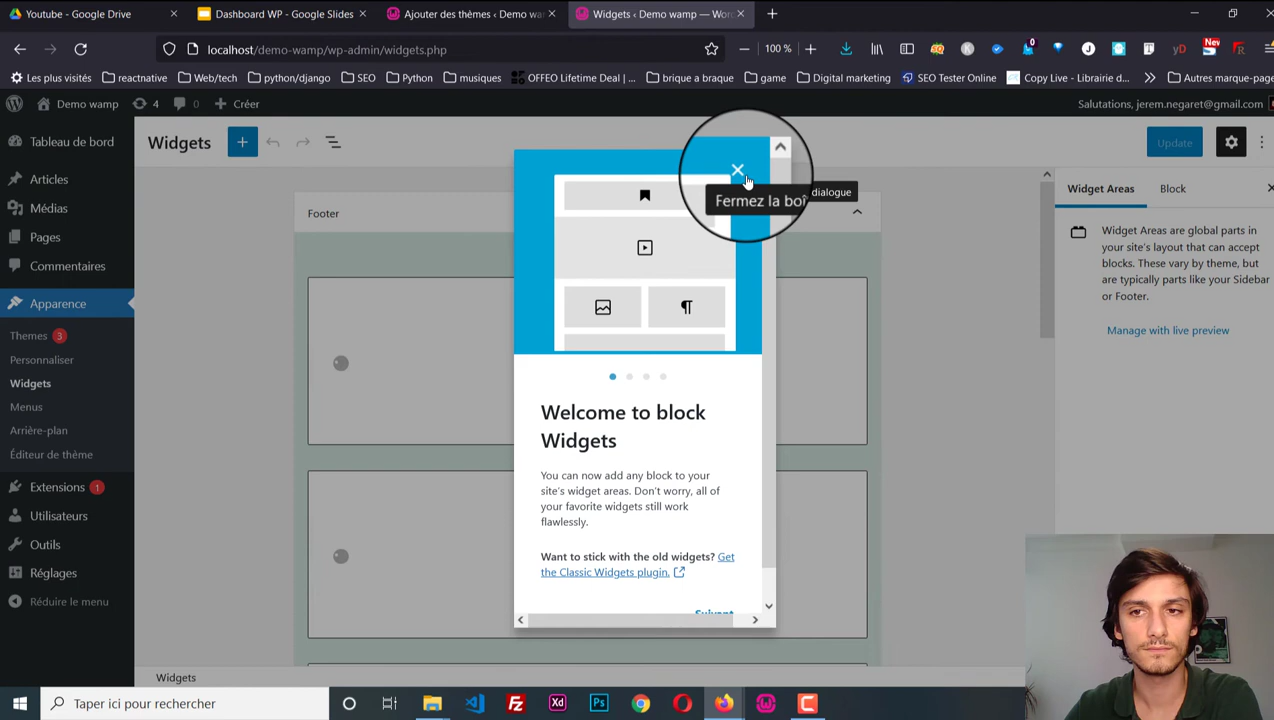 Youtube - Google Drive
Dashboard WP - Google Slides
Ajouter des thèmes ‹ Demo wam
Widgets ‹ Demo wamp — Word
localhost/demo-wamp/wp-admin/widgets.php
100 %
0
J
yD
New
Les plus visités
reactnative
Web/tech
python/django
SEO
Python
musiques
OFFEO Lifetime Deal | ...
brique a braque
game
Digital marketing
SEO Tester Online
Copy Live - Librairie d...
Autres marque-page
Demo wamp
4
0
Créer
Salutations, jerem.negaret@gmail.com
Tableau de bord
Articles
Médias
Pages
Commentaires
Apparence
Themes 3
Personnaliser
Widgets
Menus
Arrière-plan
Éditeur de thème
Extensions 1
Utilisateurs
Outils
Réglages
Réduire le menu
Widgets
Update
Footer
Fermez la boî
dialogue
Welcome to block
Widgets
You can now add any block to your
site's widget areas. Don't worry, all of
your favorite widgets still work
flawlessly.
Want to stick with the old widgets? Get
the Classic Widgets plugin.
Suivant
Widget Areas
Block
Widget Areas are global parts in
your site's layout that can accept
blocks. These vary by theme, but
are typically parts like your Sidebar
or Footer.
Manage with live preview
Widgets
Taper ici pour rechercher
Xd
Ps